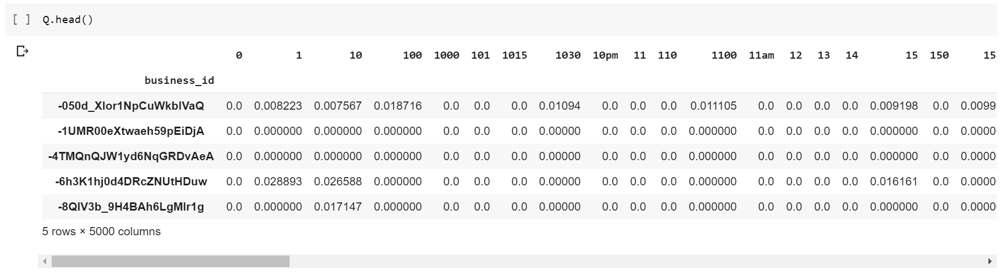 [ ] Q.head()
0 1 10 100 1000 101 1015 1030 10pm 11 110 1100 11am 12 13 14 15 150 15
business_id
-050d_XIor1NpCuWkbIVaQ 0.0 0.008223 0.007567 0.018716 0.0 0.0 0.0 0.01094 0.0 0.0 0.0 0.011105 0.0 0.0 0.0 0.0 0.009198 0.0 0.0099
-1UMR00eXtwaeh59pEiDjA 0.0 0.000000 0.000000 0.000000 0.0 0.0 0.0 0.00000 0.0 0.0 0.0 0.000000 0.0 0.0 0.0 0.0 0.000000 0.0 0.0000
-4TMQnQJW1yd6NqGRDvAeA 0.0 0.000000 0.000000 0.000000 0.0 0.0 0.0 0.00000 0.0 0.0 0.0 0.000000 0.0 0.0 0.0 0.0 0.000000 0.0 0.0000
-6h3K1hj0d4DRcZNUtHDuw 0.0 0.028893 0.026588 0.000000 0.0 0.0 0.0 0.00000 0.0 0.0 0.0 0.000000 0.0 0.0 0.0 0.0 0.016161 0.0 0.0000
-8QlV3b_9H4BAh6LgMIr1g 0.0 0.000000 0.017147 0.000000 0.0 0.0 0.0 0.00000 0.0 0.0 0.0 0.000000 0.0 0.0 0.0 0.0 0.000000 0.0 0.0000
5 rows × 5000 columns